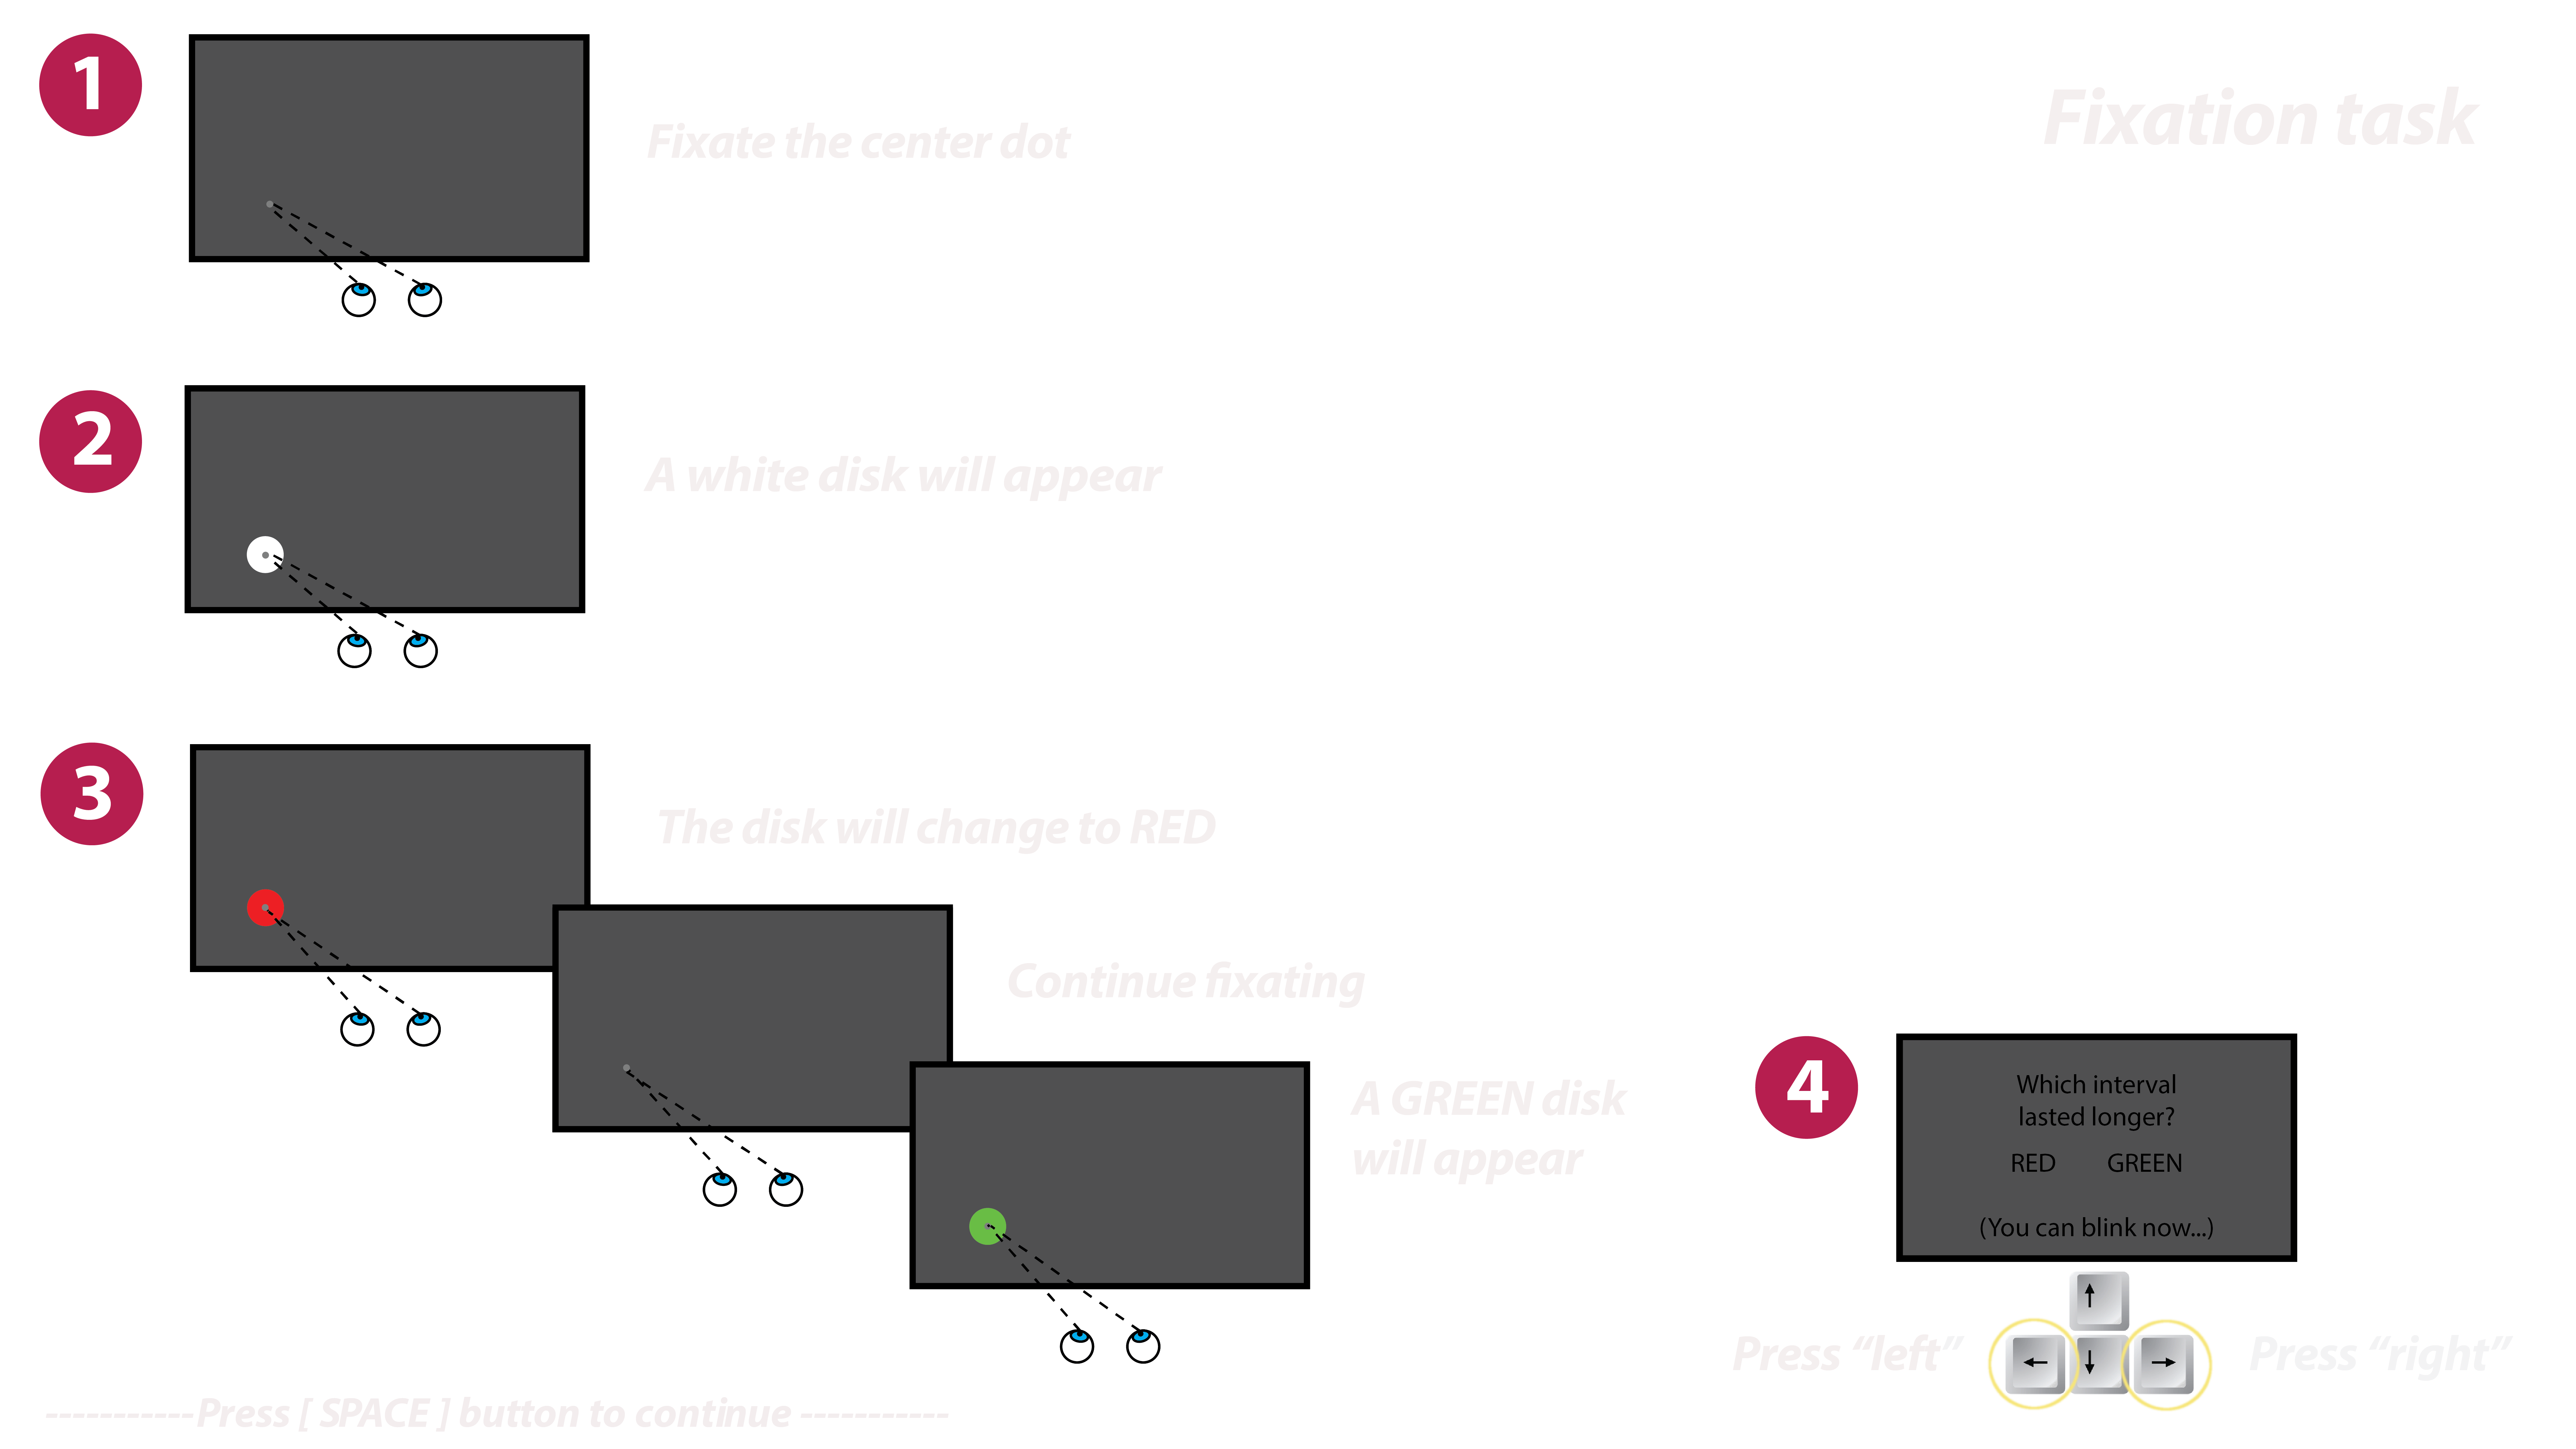 Fixation task
1
Fixate the center dot
2
A white disk will appear
3
The disk will change to RED
Continue fixating
A GREEN disk
will appear
4
Which interval
lasted longer?
RED GREEN
(You can blink now...)
Press “left”
Press “right”
-----------Press [ SPACE ] button to continue -----------